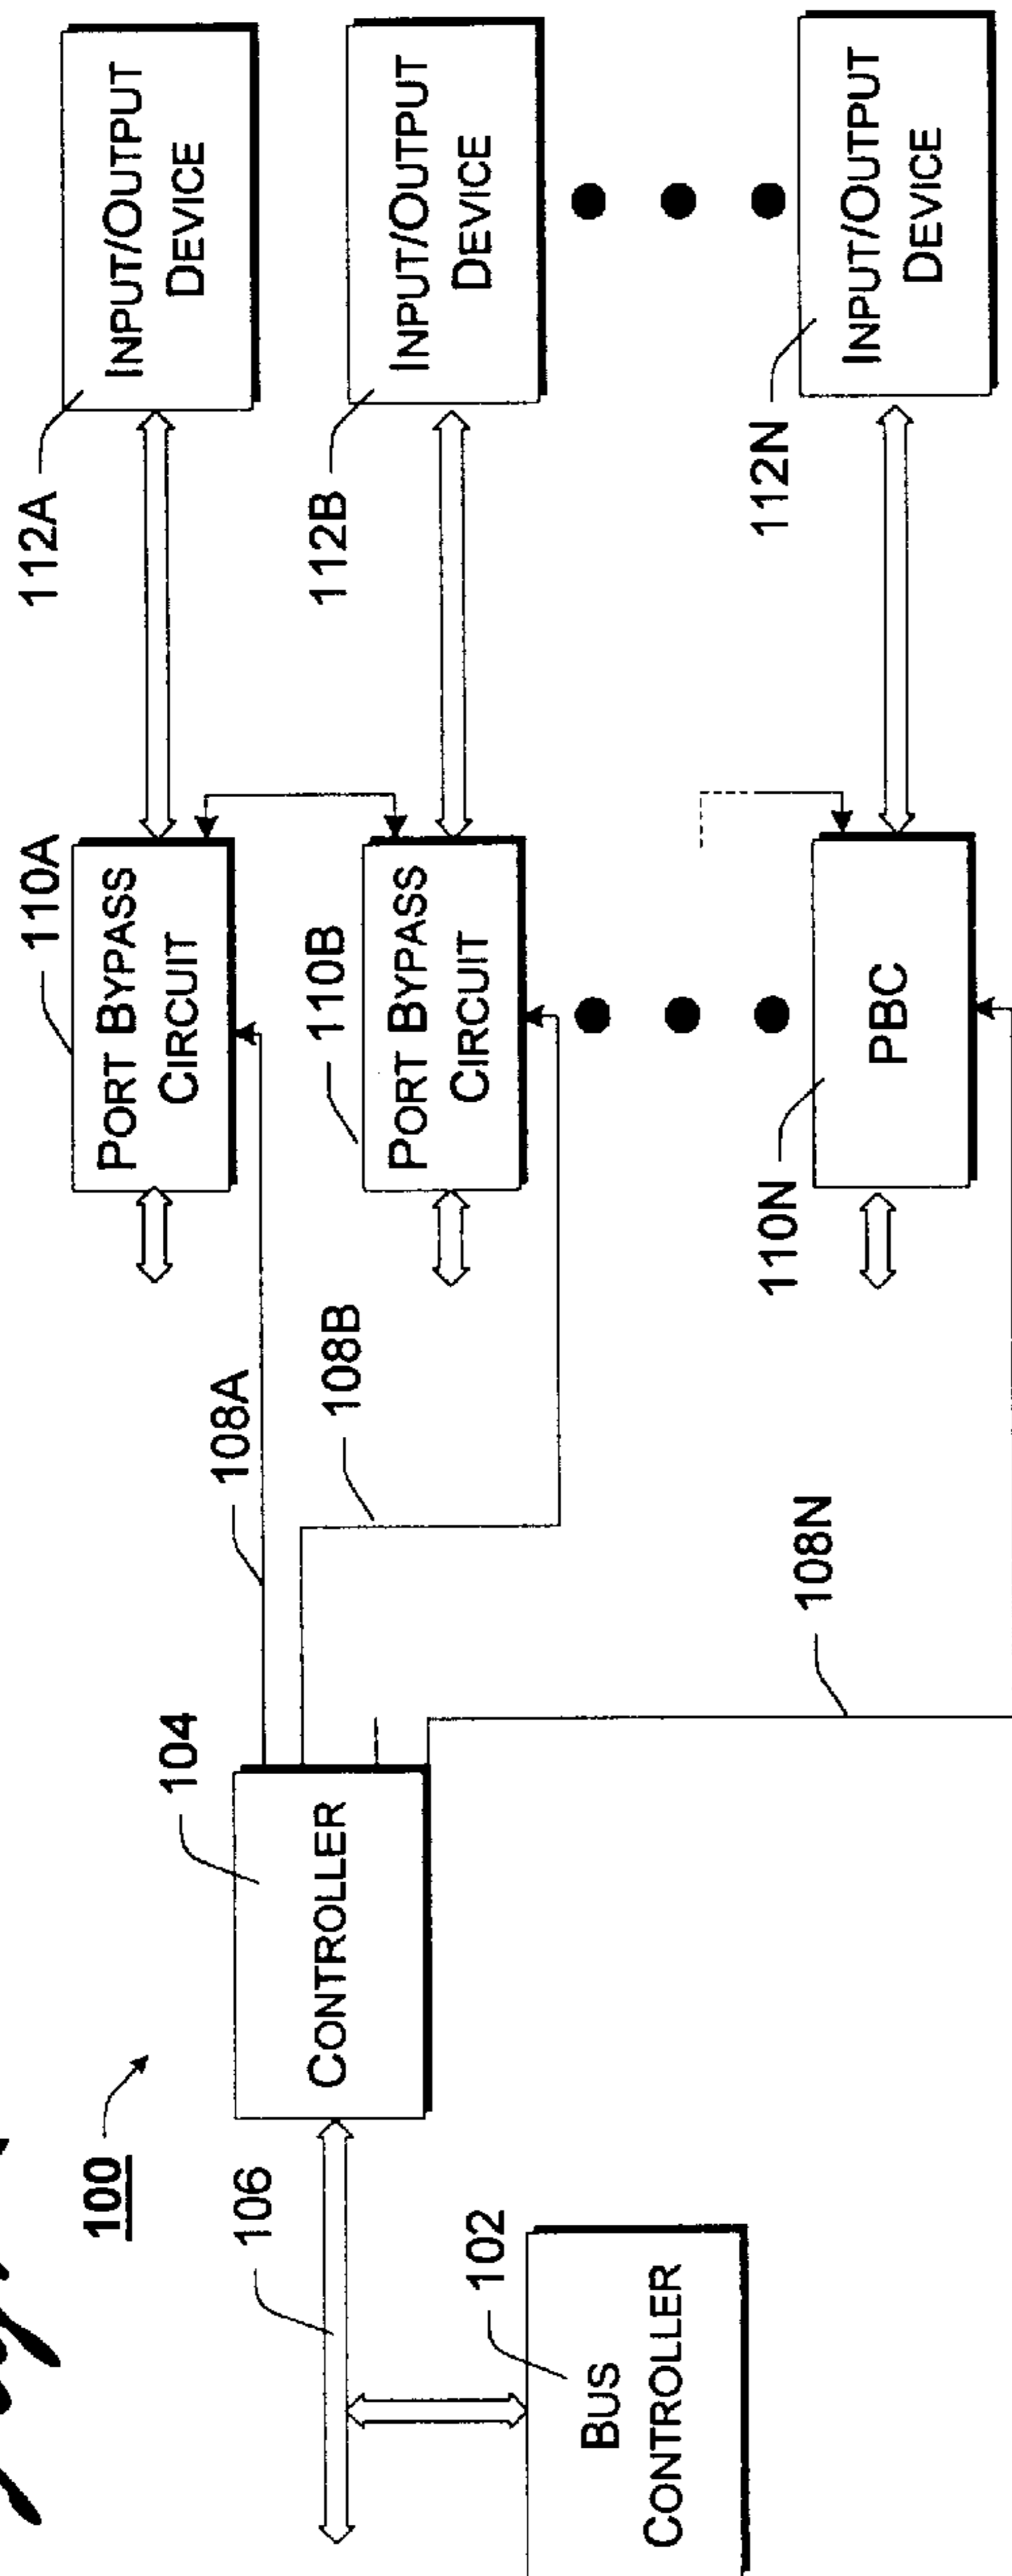 100
106
102
BUS
CONTROLLER
104
CONTROLLER
108A
108B
108N
110A
PORT BYPASS
CIRCUIT
110B
PORT BYPASS
CIRCUIT
110N
PBC
112A
INPUT/OUTPUT
DEVICE
112B
INPUT/OUTPUT
DEVICE
112N
INPUT/OUTPUT
DEVICE